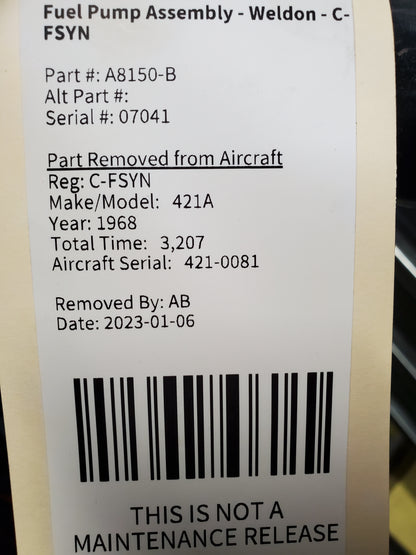 Fuel Pump Assembly - Weldon - C-
FSYN
Part #: A8150-B
Alt Part #:
Serial #: 07041
Part Removed from Aircraft
Reg: C-FSYN
Make/Model: 421A
Year: 1968
Total Time: 3,207
Aircraft Serial: 421-0081
Removed By: AB
Date: 2023-01-06
THIS IS NOT A
MAINTENANCE RELEASE